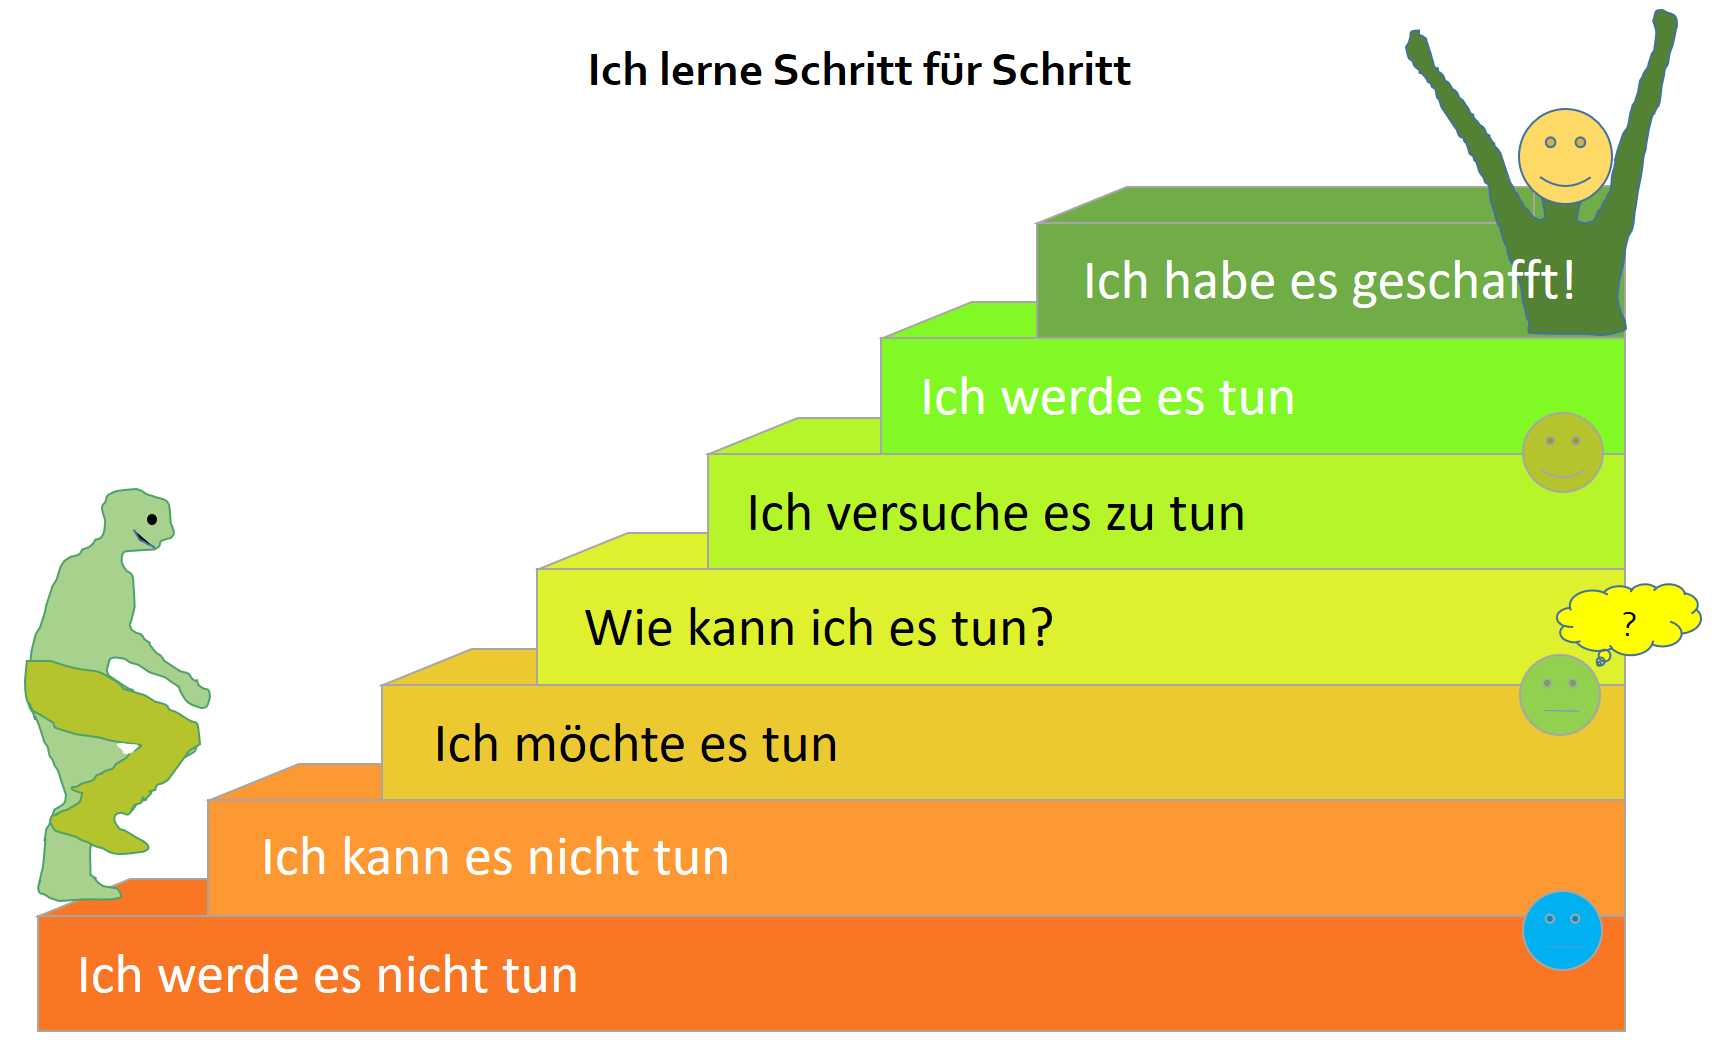 Ich lerne Schritt für Schritt
Ich habe es geschafft!
Ich werde es tun
Ich versuche es zu tun
?
Wie kann ich es tun?
Ich möchte es tun
Ich kann es nicht tun
Ich werde es nicht tun